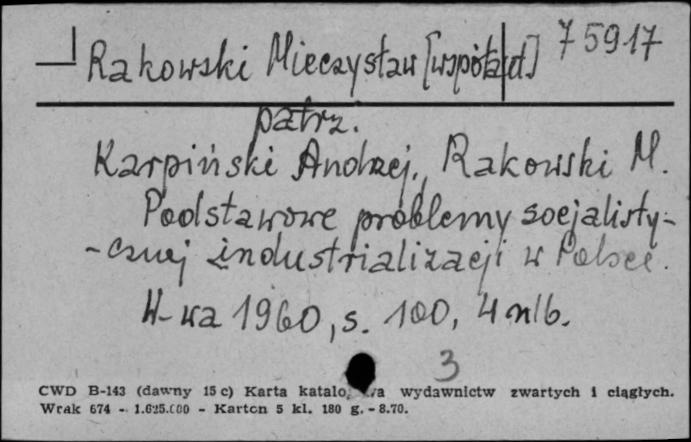 Rakowski Mieczysław [współaut] 75917
patrz.
Karpiński Andrzej, Rakowski M.
Podstawowe problemy socjalisty-
-cznej industrializacji w Polsce.
W-wa 1960, s. 100, 4 nlb.
3
CWD B-143 (dawny 15 c) Karta katalo wa wydawnictw zwartych i ciągłych.
Wrak 674 - 1.625.000 - Karton 5 kl. 180 g. - 8.70.